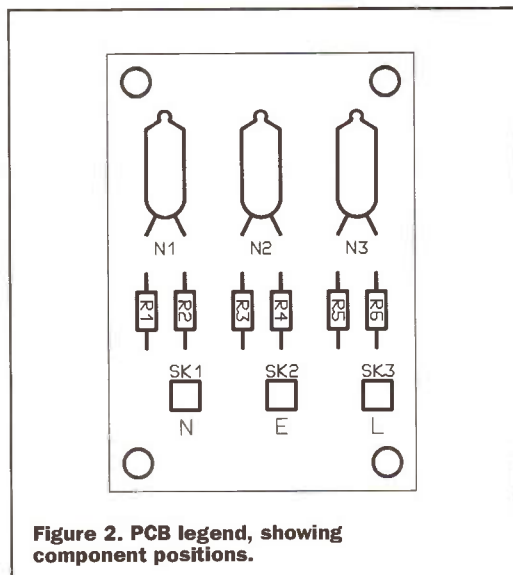 N1 N2 N3
R1 R2 R3 R4 R5 R6
SK1 SK2 SK3
N E L
Figure 2. PCB legend, showing
component positions.